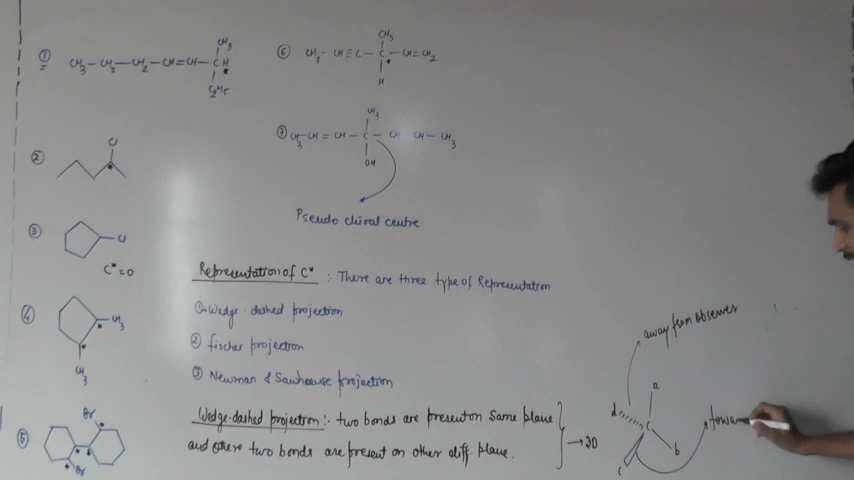 ① CH3 - CH2 - CH2 - CH = CH - CH *
CH3
C2H5
② Cl
*
③ Cl
C* = 0
④ CH3
*
*
CH3
⑤ Br
* * *
Br
⑥ CH3 - CH ≡ C - C - CH = CH2
CH3
*
H
⑦ CH3 CH = CH - C - CH CH - CH3
CH3
OH
Pseudo chiral centre
Representation of C* : There are three type of Representation
① Wedge-dashed projection
② fischer projection
③ Newman & Sawhouse projection
Wedge-dashed projection :- two bonds are present on same plane
and othere two bonds are present on other diff. plane. → 3D
away from observer
a
d
C
b
c
towe